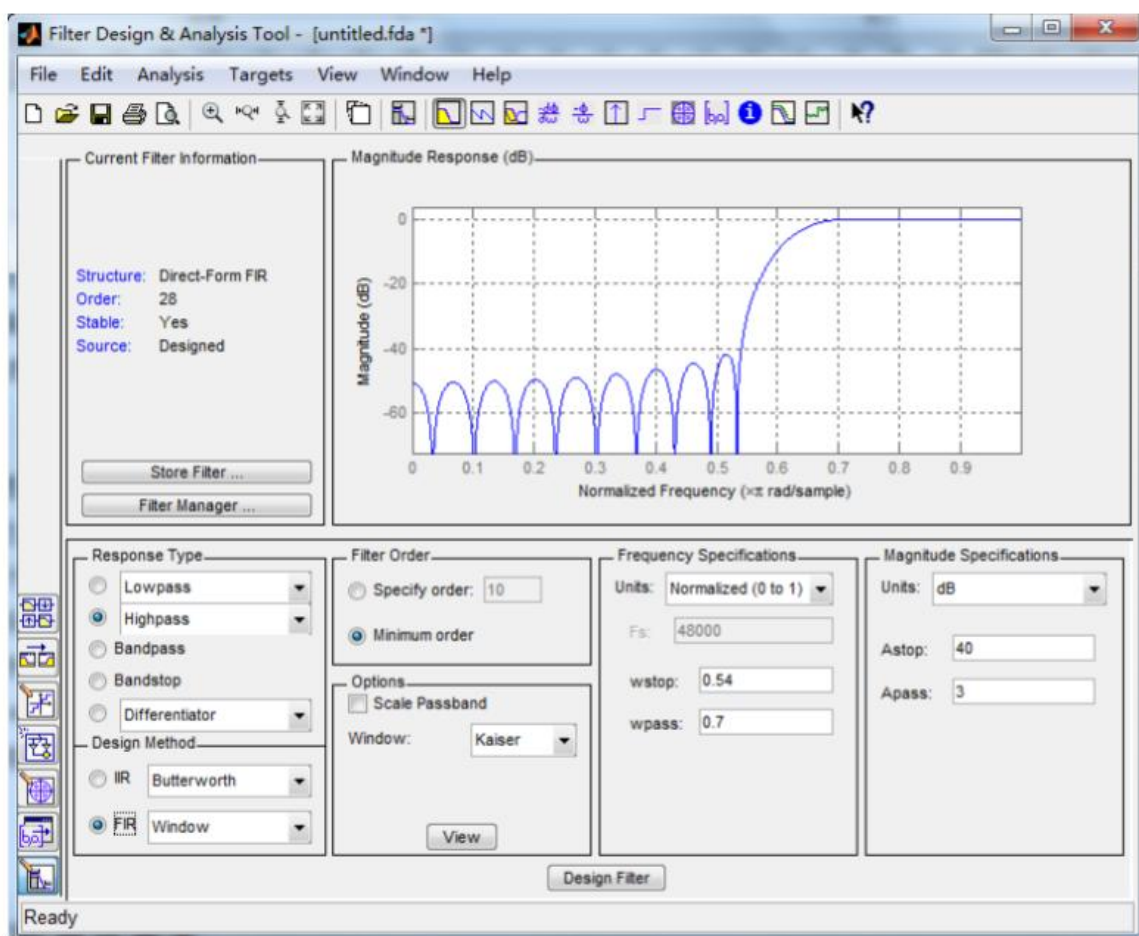 Filter Design & Analysis Tool - [untitled.fda *]
File Edit Analysis Targets View Window Help
Current Filter Information
Structure: Direct-Form FIR
Order: 28
Stable: Yes
Source: Designed
Store Filter ...
Filter Manager ...
Magnitude Response (dB)
Magnitude (dB)
0
-20
-40
-60
0 0.1 0.2 0.3 0.4 0.5 0.6 0.7 0.8 0.9
Normalized Frequency (×π rad/sample)
Response Type
Lowpass
Highpass
Bandpass
Bandstop
Differentiator
Design Method
IIR Butterworth
FIR Window
Filter Order
Specify order: 10
Minimum order
Options
Scale Passband
Window: Kaiser
View
Frequency Specifications
Units: Normalized (0 to 1)
Fs: 48000
wstop: 0.54
wpass: 0.7
Magnitude Specifications
Units: dB
Astop: 40
Apass: 3
Design Filter
Ready